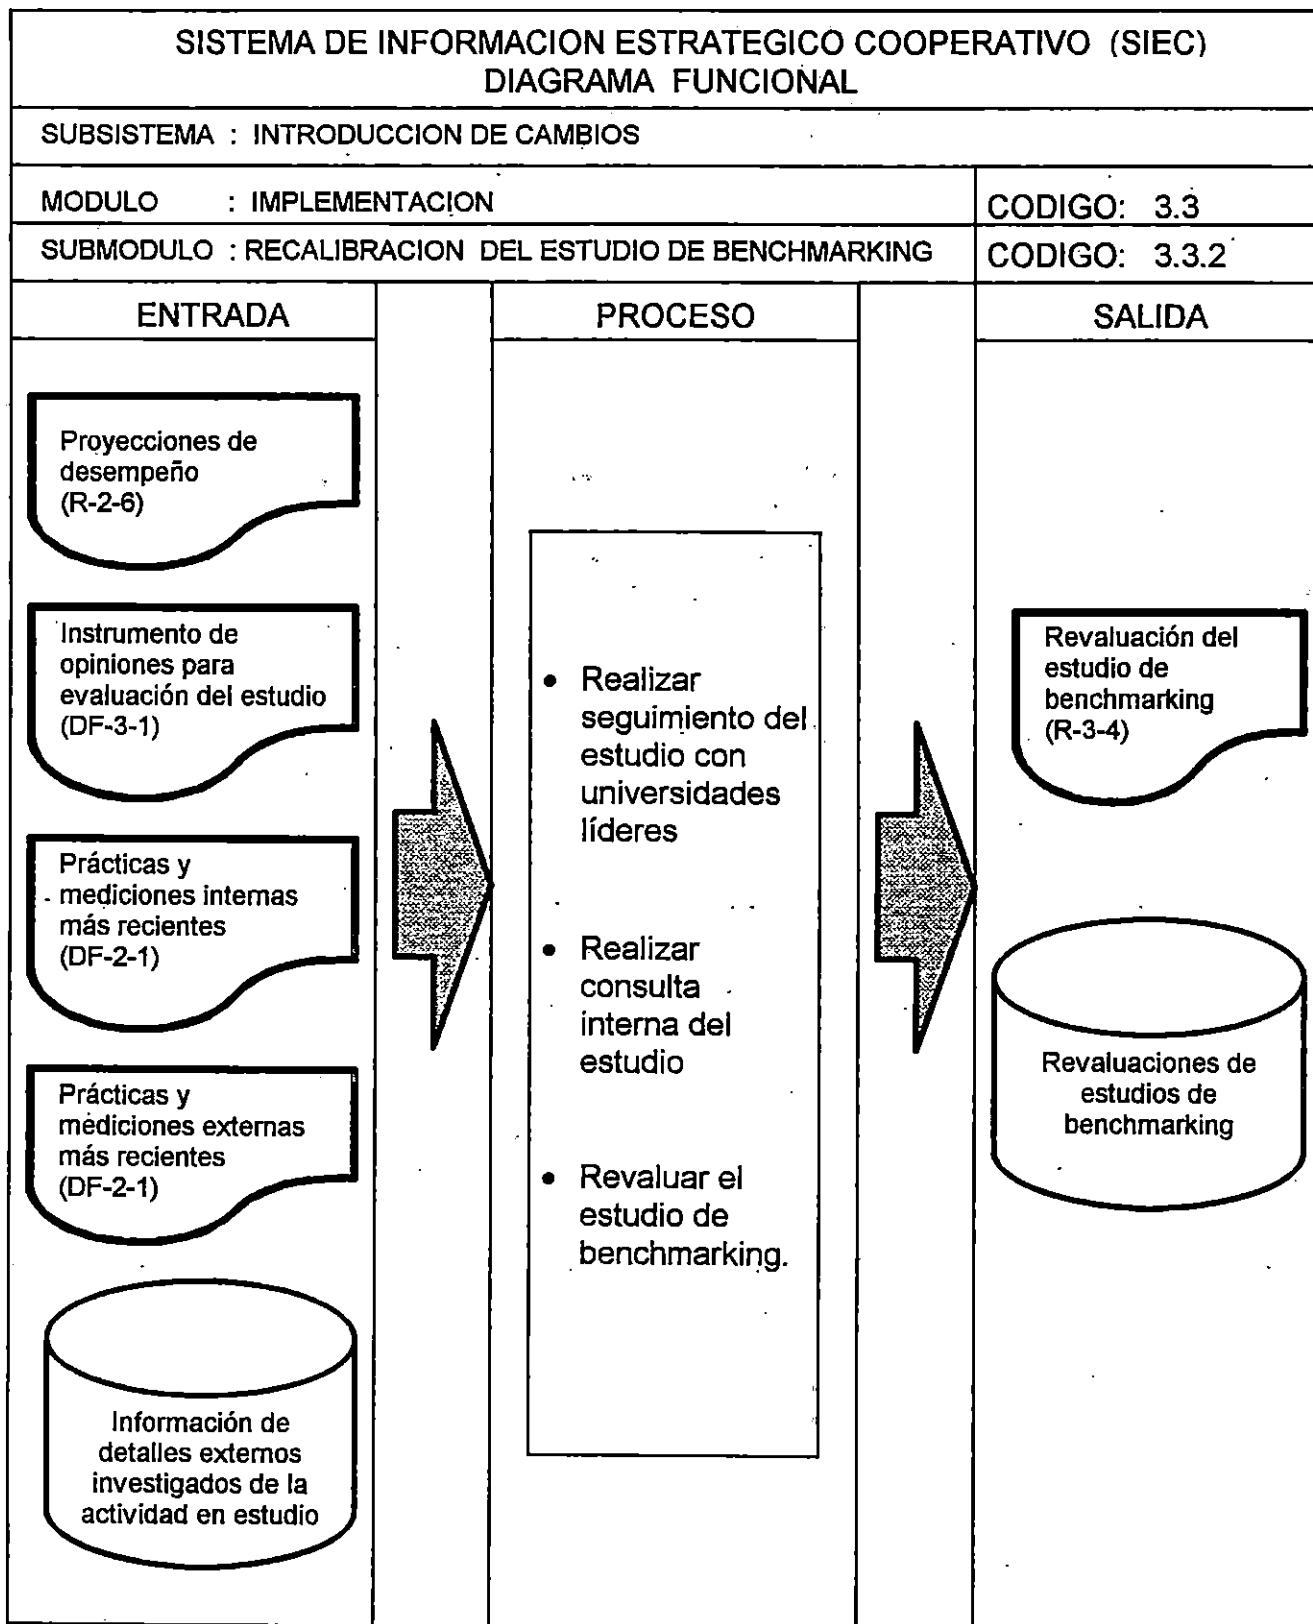 SISTEMA DE INFORMACION ESTRATEGICO COOPERATIVO (SIEC)
DIAGRAMA FUNCIONAL
SUBSISTEMA : INTRODUCCION DE CAMBIOS
MODULO : IMPLEMENTACION
CODIGO: 3.3
SUBMODULO : RECALIBRACION DEL ESTUDIO DE BENCHMARKING
CODIGO: 3.3.2
ENTRADA
PROCESO
SALIDA
Proyecciones de
desempeño
(R-2-6)
Instrumento de
opiniones para
evaluación del estudio
(DF-3-1)
Prácticas y
mediciones internas
más recientes
(DF-2-1)
Prácticas y
mediciones externas
más recientes
(DF-2-1)
Información de
detalles externos
investigados de la
actividad en estudio
• Realizar
seguimiento del
estudio con
universidades
líderes
• Realizar
consulta
interna del
estudio
• Revaluar el
estudio de
benchmarking.
Revaluación del
estudio de
benchmarking
(R-3-4)
Revaluaciones de
estudios de
benchmarking